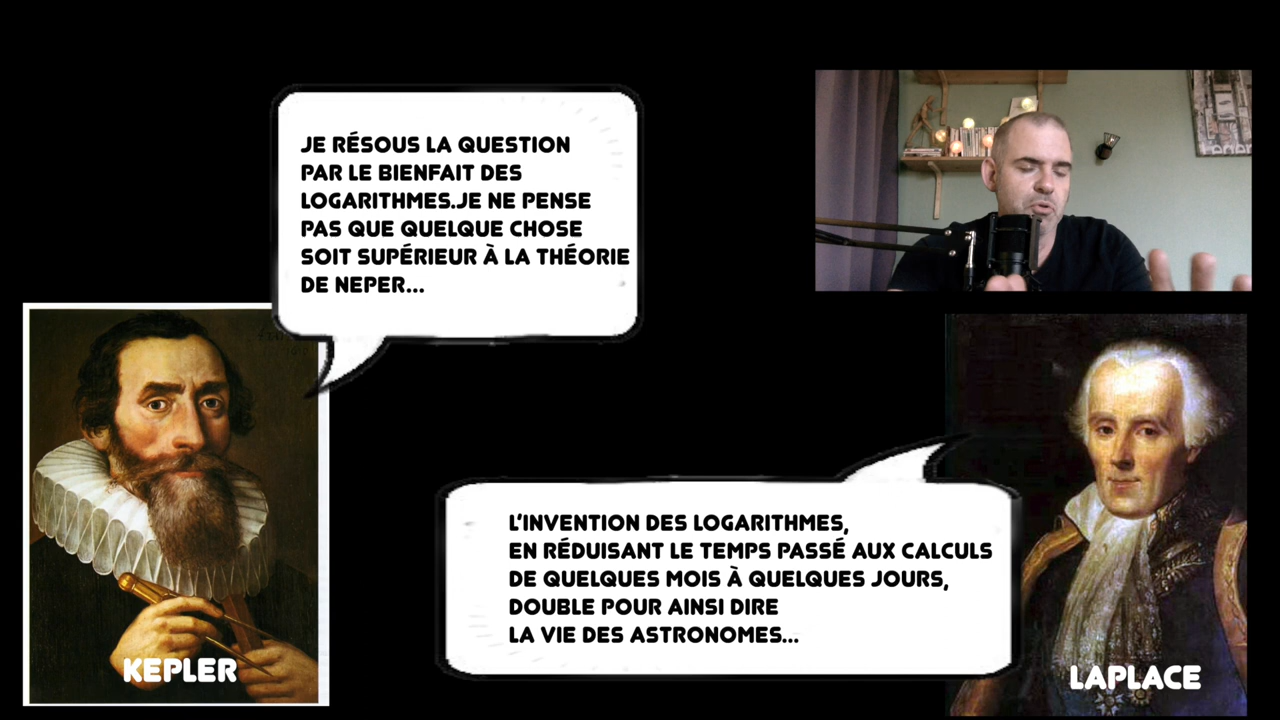 JE RÉSOUS LA QUESTION
PAR LE BIENFAIT DES
LOGARITHMES.JE NE PENSE
PAS QUE QUELQUE CHOSE
SOIT SUPÉRIEUR À LA THÉORIE
DE NEPER...
KEPLER
L'INVENTION DES LOGARITHMES,
EN RÉDUISANT LE TEMPS PASSÉ AUX CALCULS
DE QUELQUES MOIS À QUELQUES JOURS,
DOUBLE POUR AINSI DIRE
LA VIE DES ASTRONOMES...
LAPLACE